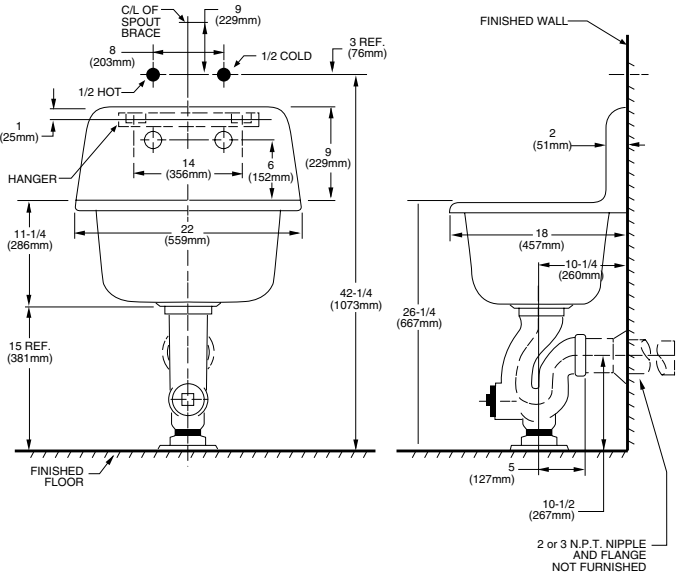 C/L OF
SPOUT
BRACE
9
(229mm)
8
(203mm)
1/2 COLD
3 REF.
(76mm)
1/2 HOT
1
(25mm)
HANGER
14
(356mm)
6
(152mm)
9
(229mm)
22
(559mm)
11-1/4
(286mm)
42-1/4
(1073mm)
15 REF.
(381mm)
FINISHED
FLOOR
FINISHED WALL
2
(51mm)
18
(457mm)
10-1/4
(260mm)
26-1/4
(667mm)
5
(127mm)
10-1/2
(267mm)
2 or 3 N.P.T. NIPPLE
AND FLANGE
NOT FURNISHED